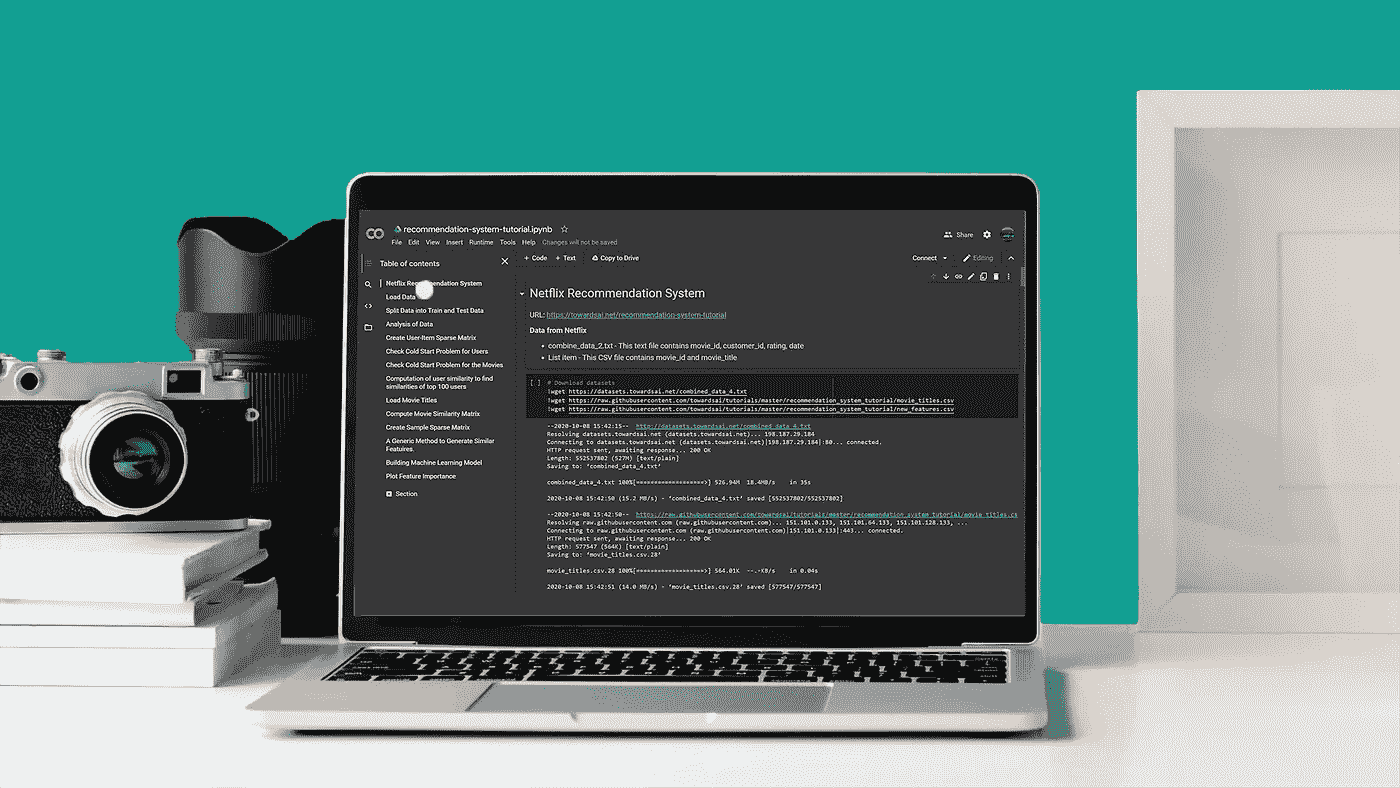 recommendation-system-tutorial.ipynb
File Edit View Insert Runtime Tools Help Changes will not be saved
Share
Table of contents
+ Code + Text Copy to Drive
Connect Editing
Netflix Recommendation System
Load Data
Split Data into Train and Test Data
Analysis of Data
Create User-Item Sparse Matrix
Check Cold Start Problem for Users
Check Cold Start Problem for the Movies
Computation of user similarity to find
similarities of top 100 users
Load Movie Titles
Compute Movie Similarity Matrix
Create Sample Sparse Matrix
A Generic Method to Generate Similar
Features.
Building Machine Learning Model
Plot Feature Importance
Section
Netflix Recommendation System
URL: https://towardsai.net/recommendation-system-tutorial
Data from Netflix
• combine_data_2.txt - This text file contains movie_id, customer_id, rating, date
• List item - This CSV file contains movie_id and movie_title
[ ] # Download datasets
!wget https://datasets.towardsai.net/combined_data_4.txt
!wget https://raw.githubusercontent.com/towardsai/tutorials/master/recommendation_system_tutorial/movie_titles.csv
!wget https://raw.githubusercontent.com/towardsai/tutorials/master/recommendation_system_tutorial/new_features.csv
--2020-10-08 15:42:15-- http://datasets.towardsai.net/combined_data_4.txt
Resolving datasets.towardsai.net (datasets.towardsai.net)... 198.187.29.184
Connecting to datasets.towardsai.net (datasets.towardsai.net)|198.187.29.184|:80... connected.
HTTP request sent, awaiting response... 200 OK
Length: 552537802 (527M) [text/plain]
Saving to: ‘combined_data_4.txt’
combined_data_4.txt 100%[===================>] 526.94M 18.4MB/s in 35s
2020-10-08 15:42:50 (15.2 MB/s) - ‘combined_data_4.txt’ saved [552537802/552537802]
--2020-10-08 15:42:50-- https://raw.githubusercontent.com/towardsai/tutorials/master/recommendation_system_tutorial/movie_titles.cs
Resolving raw.githubusercontent.com (raw.githubusercontent.com)... 151.101.0.133, 151.101.64.133, 151.101.128.133, ...
Connecting to raw.githubusercontent.com (raw.githubusercontent.com)|151.101.0.133|:443... connected.
HTTP request sent, awaiting response... 200 OK
Length: 577547 (564K) [text/plain]
Saving to: ‘movie_titles.csv.28’
movie_titles.csv.28 100%[===================>] 564.01K --.-KB/s in 0.04s
2020-10-08 15:42:51 (14.0 MB/s) - ‘movie_titles.csv.28’ saved [577547/577547]